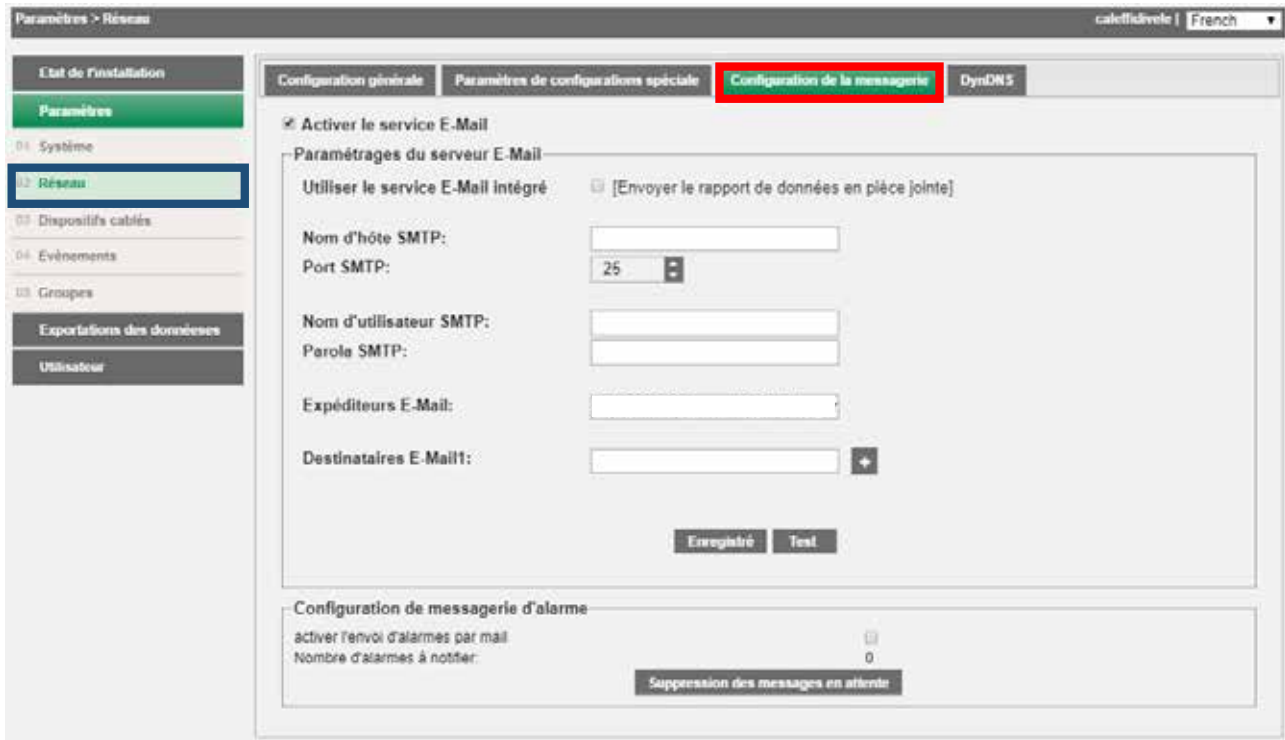 Paramètres > Réseau
caleffidivele | French
Etat de l'installation
Paramètres
01 Système
02 Réseau
03 Dispositifs cablés
04 Evènements
05 Groupes
Exportations des donnéeses
Utilisateur
Configuration générale
Paramètres de configurations spéciale
Configuration de la messagerie
DynDNS
Activer le service E-Mail
Paramétrages du serveur E-Mail
Utiliser le service E-Mail intégré
[Envoyer le rapport de données en pièce jointe]
Nom d'hôte SMTP:
Port SMTP:
25
Nom d'utilisateur SMTP:
Parola SMTP:
Expéditeurs E-Mail:
Destinataires E-Mail1:
+
Enregistré
Test
Configuration de messagerie d'alarme
activer l'envoi d'alarmes par mail
Nombre d'alarmes à notifier:
0
Suppression des messages en attente